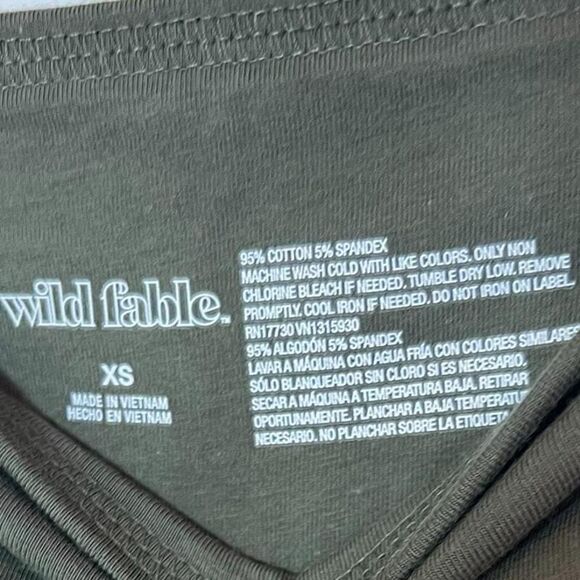 wild fable™
XS
MADE IN VIETNAM
HECHO EN VIETNAM
95% COTTON 5% SPANDEX
MACHINE WASH COLD WITH LIKE COLORS. ONLY NON
CHLORINE BLEACH IF NEEDED. TUMBLE DRY LOW. REMOVE
PROMPTLY. COOL IRON IF NEEDED. DO NOT IRON ON LABEL.
RN17730 VN1315930
95% ALGODÓN 5% SPANDEX
LAVAR A MÁQUINA CON AGUA FRÍA CON COLORES SIMILARES
SÓLO BLANQUEADOR SIN CLORO SI ES NECESARIO.
SECAR A MÁQUINA A TEMPERATURA BAJA. RETIRAR
OPORTUNAMENTE. PLANCHAR A BAJA
NECESARIO. NO PLANCHAR SOBRE LA ETIQUETA